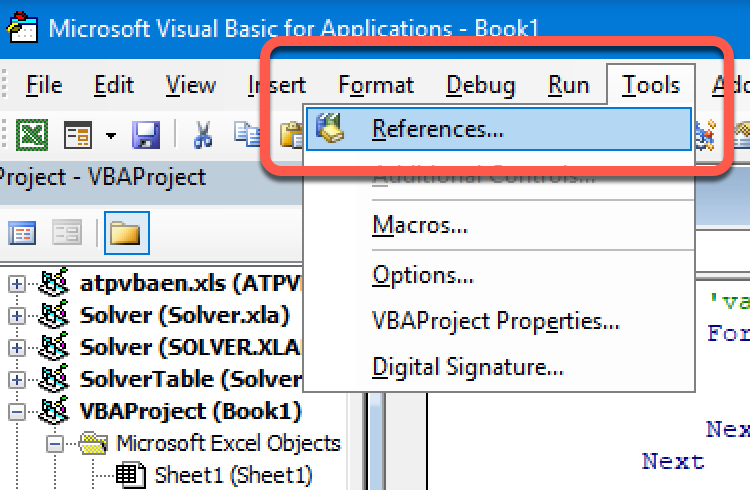 Microsoft Visual Basic for Applications - Book1
File Edit View Insert Format Debug Run Tools Add
References...
Project - VBAProject
Additional Controls...
Macros...
Options...
VBAProject Properties...
Digital Signature...
atpvbaen.xls (ATPV
Solver (Solver.xla)
Solver (SOLVER.XLA
SolverTable (Solver
VBAProject (Book1)
Microsoft Excel Objects
Sheet1 (Sheet1)
'va
For
Nex
Next